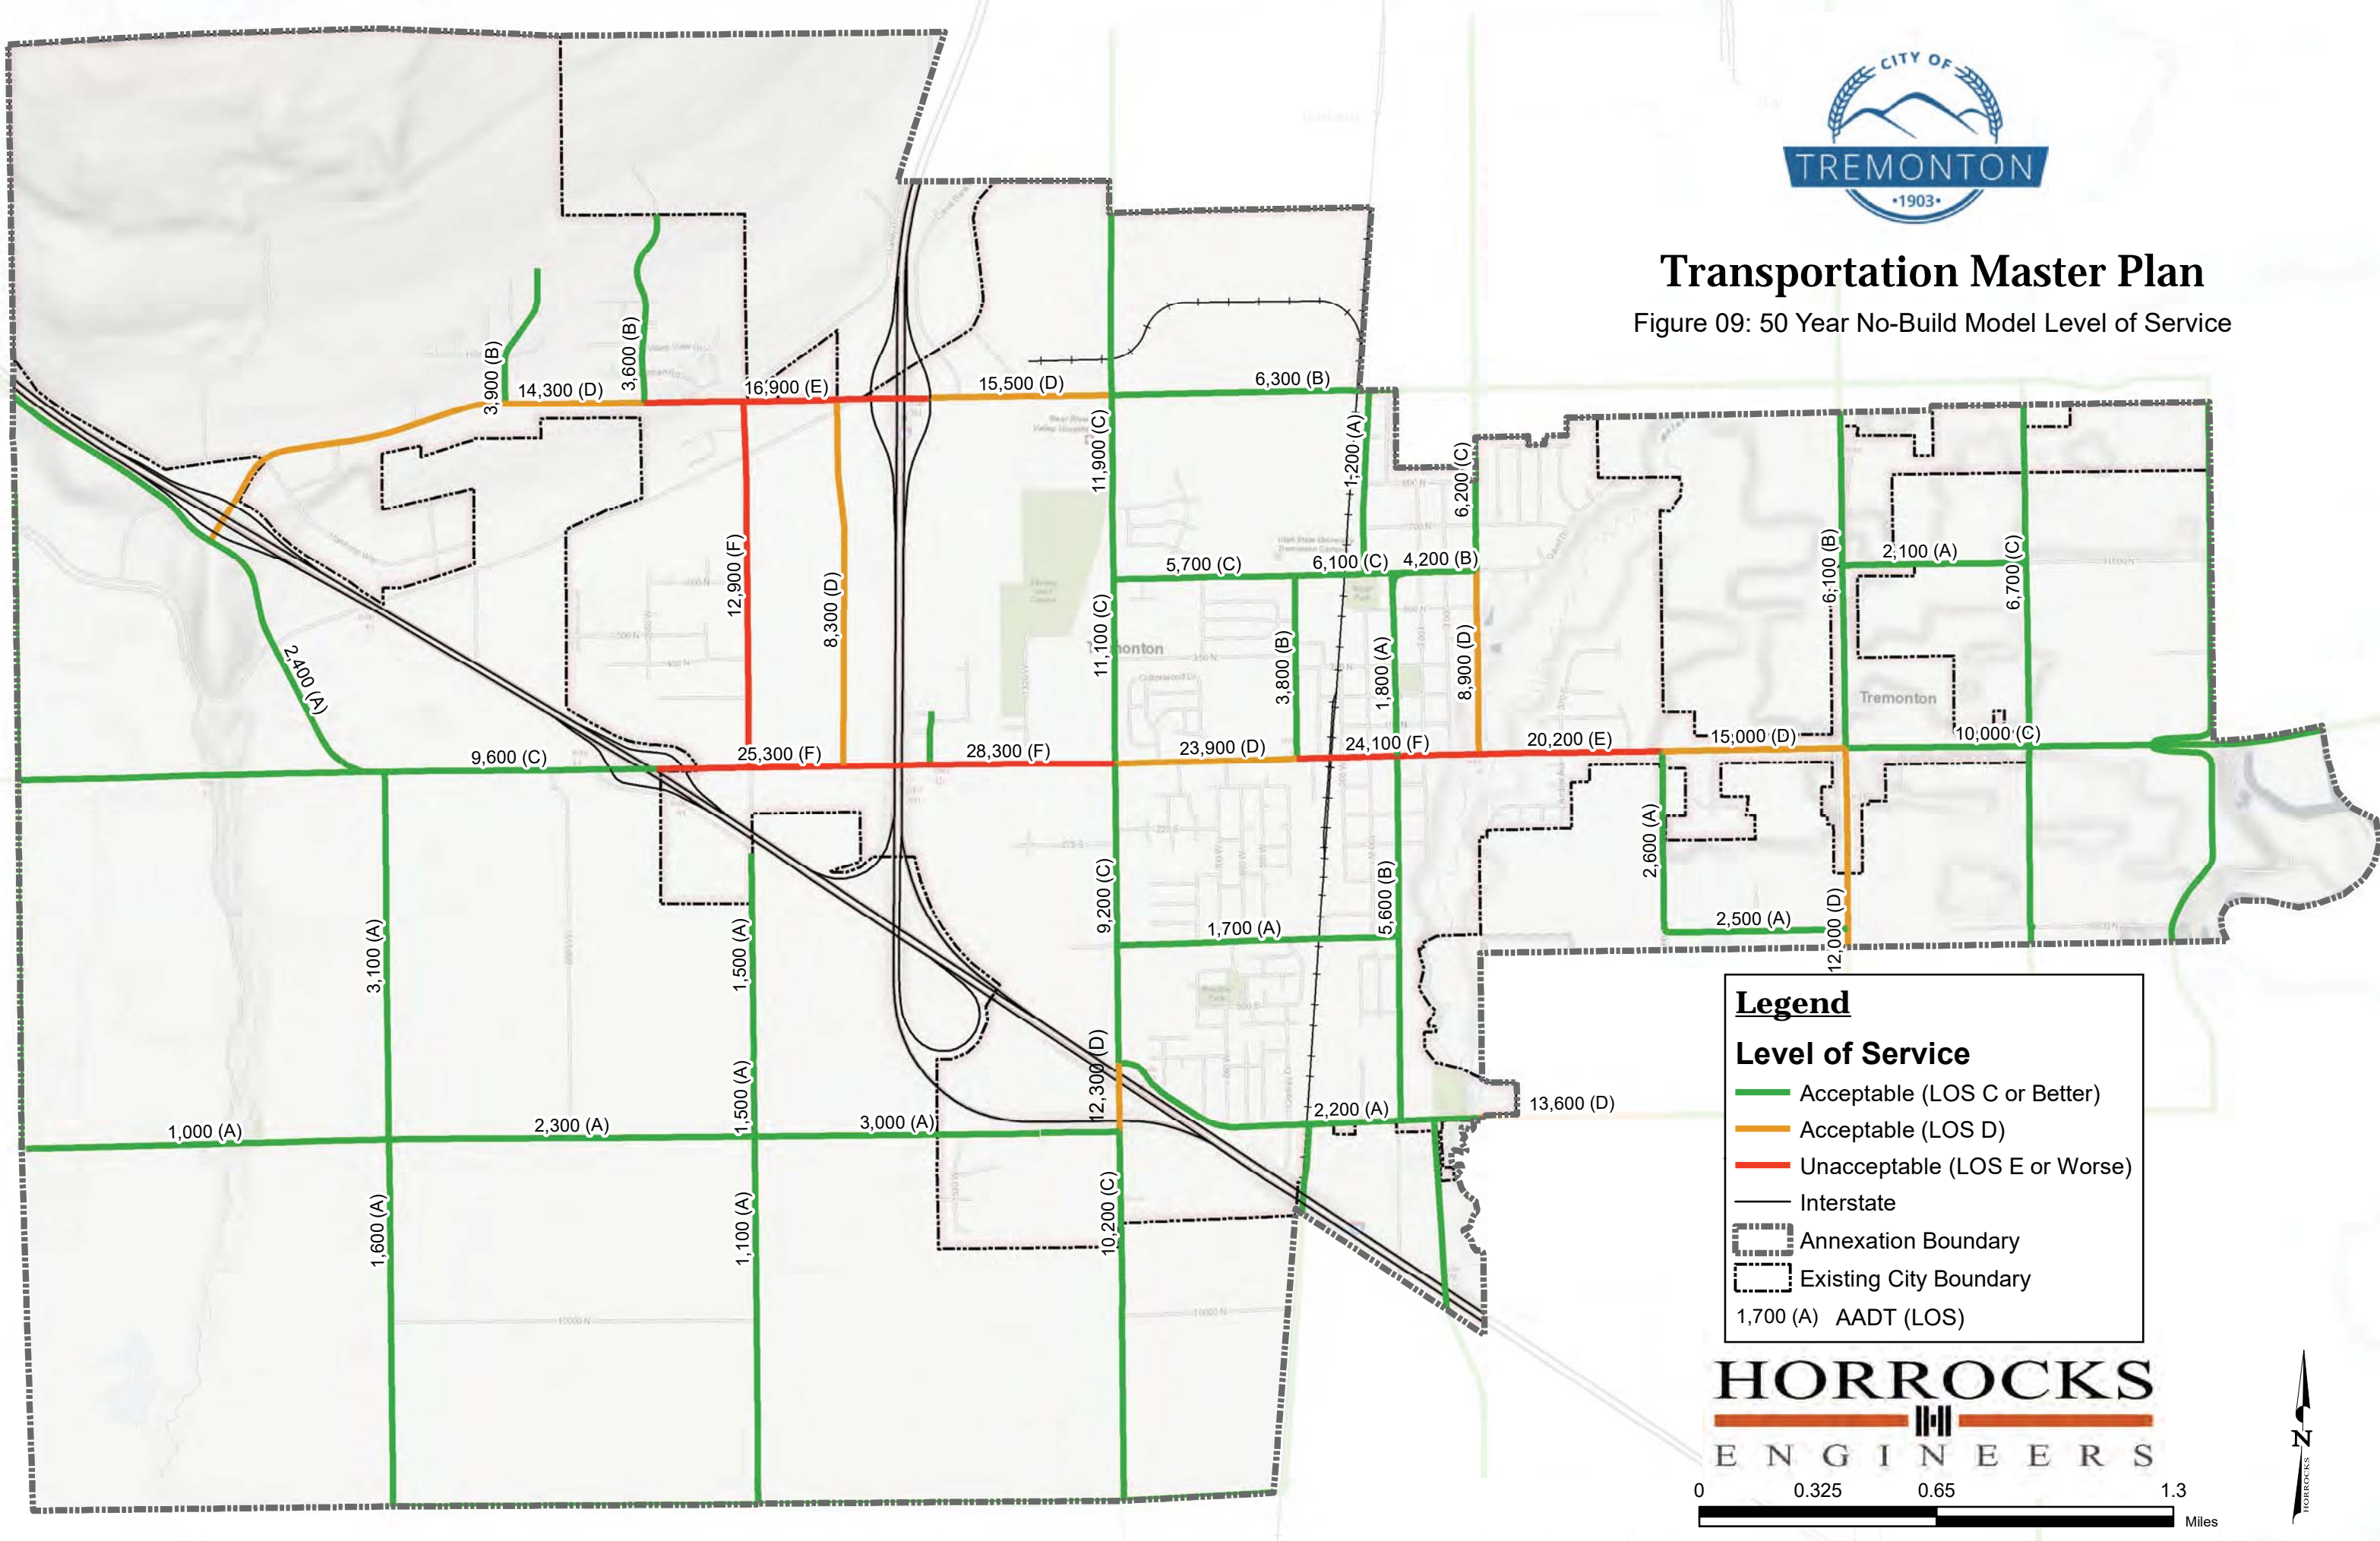 CITY OF
TREMONTON
•1903•
Transportation Master Plan
Figure 09: 50 Year No-Build Model Level of Service
3,900 (B)
14,300 (D)
3,600 (B)
16,900 (E)
15,500 (D)
6,300 (B)
11,900 (C)
1,200 (A)
6,200 (C)
12,900 (F)
8,300 (D)
5,700 (C)
6,100 (C)
4,200 (B)
6,100 (B)
2,100 (A)
6,700 (C)
11,100 (C)
3,800 (B)
1,800 (A)
8,900 (D)
2,400 (A)
Tremonton
9,600 (C)
25,300 (F)
28,300 (F)
23,900 (D)
24,100 (F)
20,200 (E)
15,000 (D)
10,000 (C)
2,600 (A)
9,200 (C)
5,600 (B)
1,700 (A)
2,500 (A)
12,000 (D)
3,100 (A)
1,500 (A)
12,300 (D)
1,500 (A)
1,000 (A)
2,300 (A)
3,000 (A)
2,200 (A)
13,600 (D)
1,600 (A)
1,100 (A)
10,200 (C)
10000 N
10000 N
Legend
Level of Service
Acceptable (LOS C or Better)
Acceptable (LOS D)
Unacceptable (LOS E or Worse)
Interstate
Annexation Boundary
Existing City Boundary
1,700 (A) AADT (LOS)
HORROCKS
ENGINEERS
0 0.325 0.65 1.3
Miles
N
HORROCKS